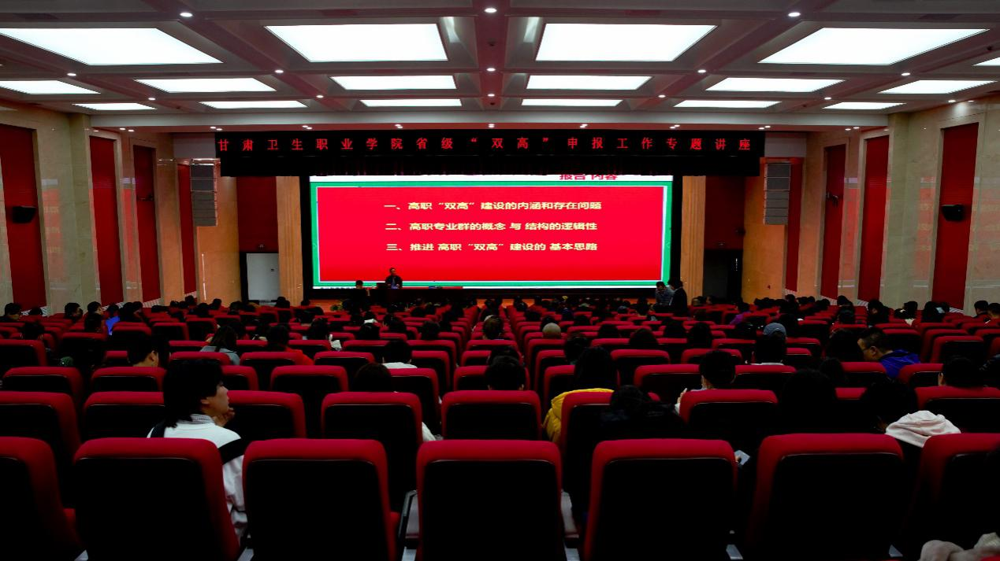 甘肃卫生职业学院省级“双高”申报工作专题讲座
报告 内容
一、高职“双高”建设的内涵和存在问题
二、高职专业群的概念 与 结构的逻辑性
三、推进 高职“双高”建设的 基本思路